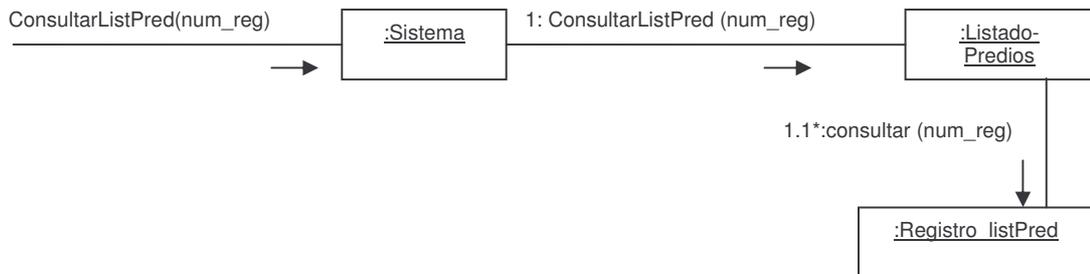 ConsultarListPred(num_reg)
:Sistema
1: ConsultarListPred (num_reg)
:Listado-
Predios
1.1*:consultar (num_reg)
:Registro_listPred